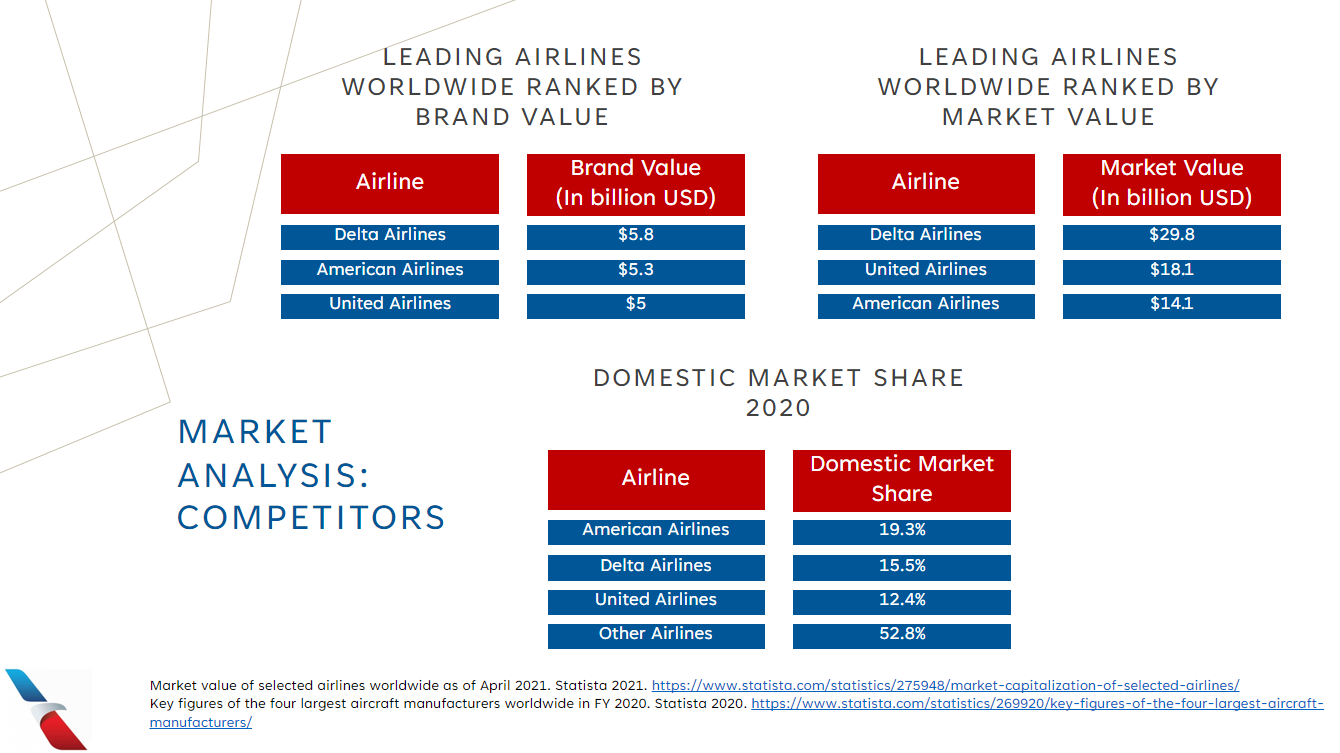 LEADING AIRLINES
WORLDWIDE RANKED BY
BRAND VALUE
Airline
Brand Value
(In billion USD)
Delta Airlines
$5.8
American Airlines
$5.3
United Airlines
$5
LEADING AIRLINES
WORLDWIDE RANKED BY
MARKET VALUE
Airline
Market Value
(In billion USD)
Delta Airlines
$29.8
United Airlines
$18.1
American Airlines
$14.1
MARKET
ANALYSIS:
COMPETITORS
DOMESTIC MARKET SHARE
2020
Airline
Domestic Market
Share
American Airlines
19.3%
Delta Airlines
15.5%
United Airlines
12.4%
Other Airlines
52.8%
Market value of selected airlines worldwide as of April 2021. Statista 2021. https://www.statista.com/statistics/275948/market-capitalization-of-selected-airlines/
Key figures of the four largest aircraft manufacturers worldwide in FY 2020. Statista 2020. https://www.statista.com/statistics/269920/key-figures-of-the-four-largest-aircraft-
manufacturers/